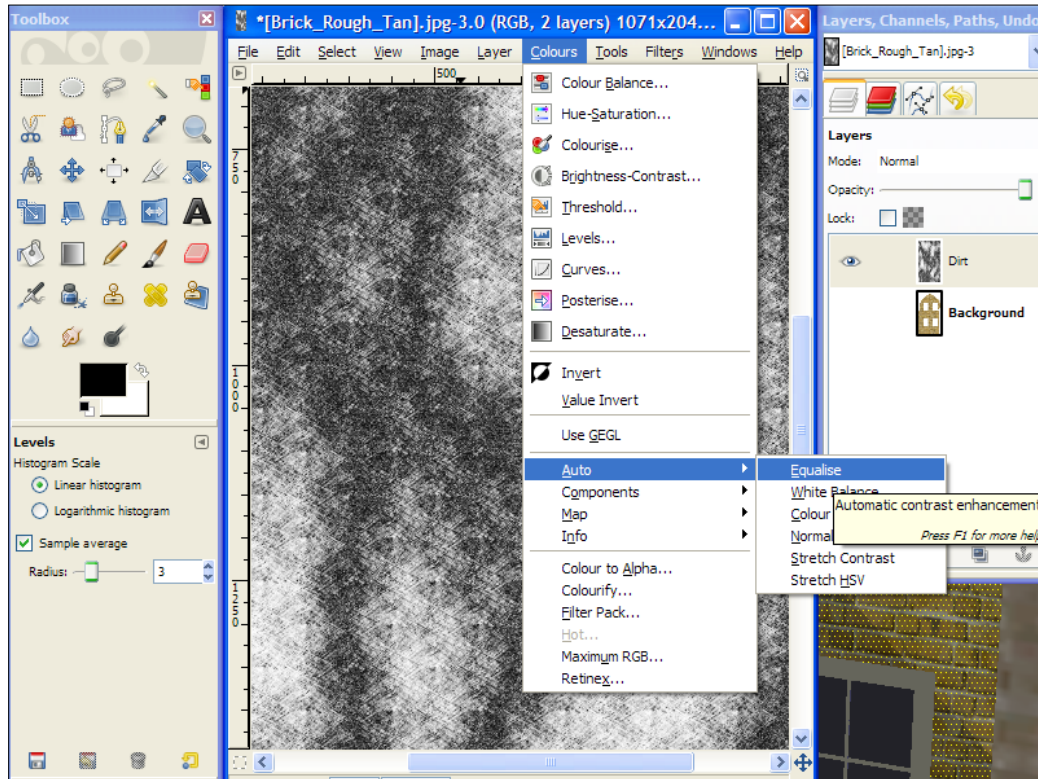 Toolbox
*[Brick_Rough_Tan].jpg-3.0 (RGB, 2 layers) 1071x204...
Layers, Channels, Paths, Undo
File Edit Select View Image Layer Colours Tools Filters Windows Help
[Brick_Rough_Tan].jpg-3
500
750
1000
1250
Colour Balance...
Hue-Saturation...
Colourise...
Brightness-Contrast...
Threshold...
Levels...
Curves...
Posterise...
Desaturate...
Invert
Value Invert
Use GEGL
Auto
Components
Map
Info
Colour to Alpha...
Colourify...
Filter Pack...
Hot...
Maximum RGB...
Retinex...
Equalise
White Balance
Colour
Normal
Stretch Contrast
Stretch HSV
Automatic contrast enhancement
Press F1 for more help
Layers
Mode: Normal
Opacity:
Lock:
Dirt
Background
Levels
Histogram Scale
Linear histogram
Logarithmic histogram
Sample average
Radius: 3